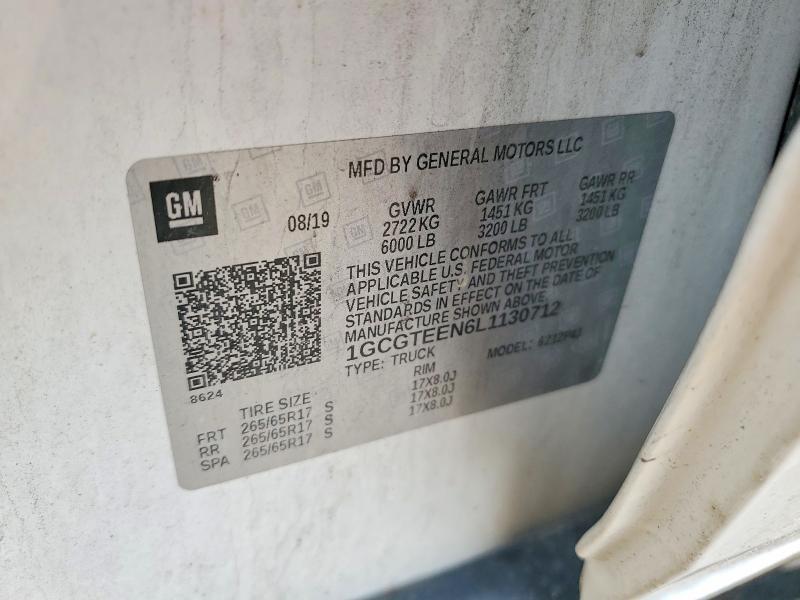 MFD BY GENERAL MOTORS LLC
GM
08/19
GVWR
2722 KG
6000 LB
GAWR FRT
1451 KG
3200 LB
GAWR RR
1451 KG
3200 LB
THIS VEHICLE CONFORMS TO ALL
APPLICABLE U.S. FEDERAL MOTOR
VEHICLE SAFETY, AND THEFT PREVENTION
STANDARDS IN EFFECT ON THE DATE OF
MANUFACTURE SHOWN ABOVE.
1GCGTEEN6L1130712
TYPE: TRUCK MODEL:
8624
TIRE SIZE RIM
FRT 265/65R17 S 17X8.0J
RR 265/65R17 S 17X8.0J
SPA 265/65R17 S 17X8.0J